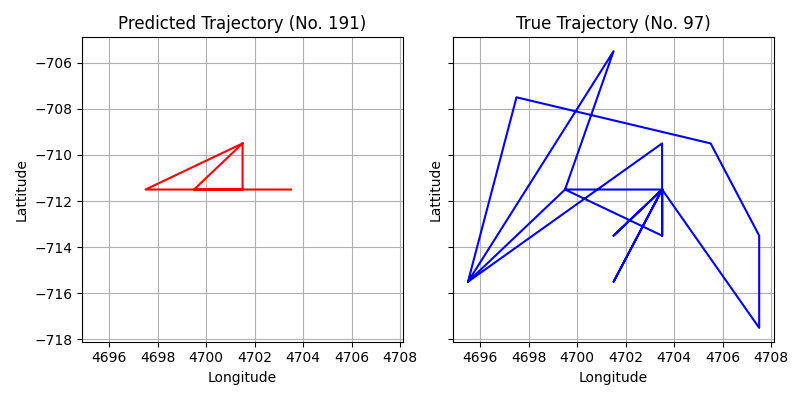 Predicted Trajectory (No. 191)
True Trajectory (No. 97)
Lattitude
−706
−708
−710
−712
−714
−716
−718
4696 4698 4700 4702 4704 4706 4708
Longitude
Lattitude
4696 4698 4700 4702 4704 4706 4708
Longitude